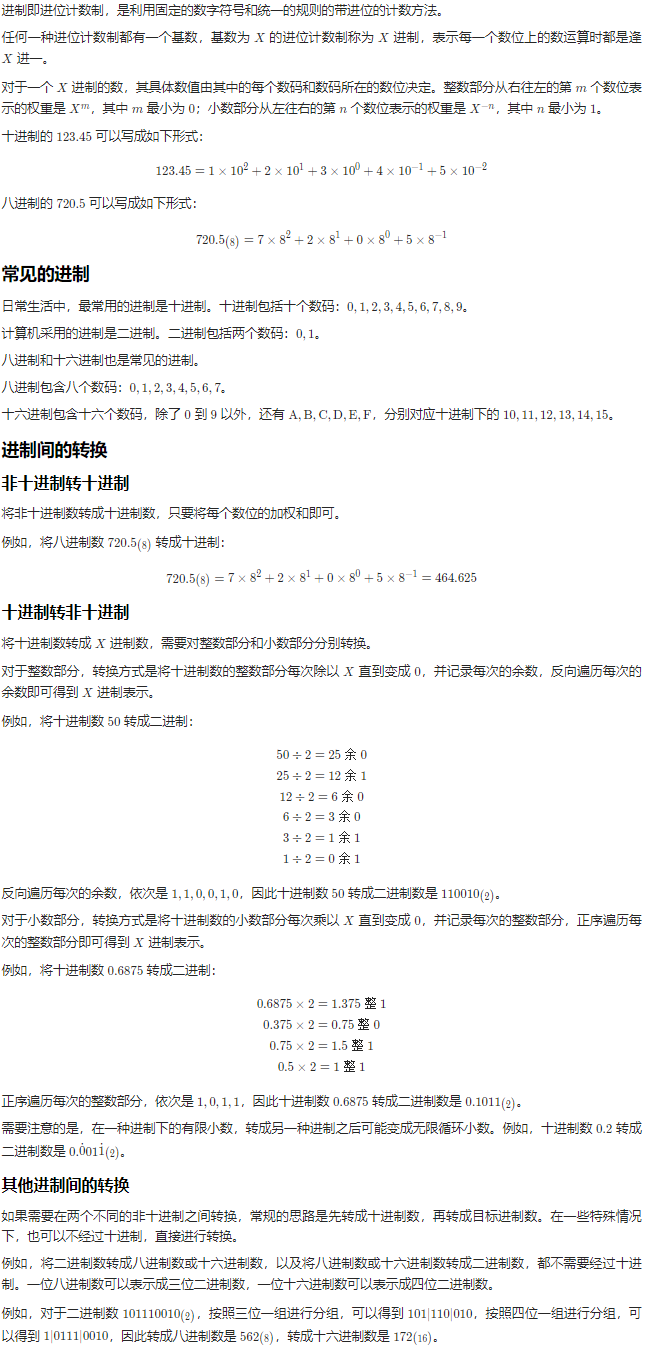 进制即进位计数制，是利用固定的数字符号和统一的规则的带进位的计数方法。
任何一种进位计数制都有一个基数，基数为 X 的进位计数制称为 X 进制，表示每一个数位上的数运算时都是逢
X 进一。
对于一个 X 进制的数，其具体数值由其中的每个数码和数码所在的数位决定。整数部分从右往左的第 m 个数位表
示的权重是 X^m，其中 m 最小为 0；小数部分从左往右的第 n 个数位表示的权重是 X^{-n}，其中 n 最小为 1。
十进制的 123.45 可以写成如下形式：
123.45 = 1 × 10^2 + 2 × 10^1 + 3 × 10^0 + 4 × 10^{-1} + 5 × 10^{-2}
八进制的 720.5 可以写成如下形式：
720.5_{(8)} = 7 × 8^2 + 2 × 8^1 + 0 × 8^0 + 5 × 8^{-1}
常见的进制
日常生活中，最常用的进制是十进制。十进制包括十个数码：0, 1, 2, 3, 4, 5, 6, 7, 8, 9。
计算机采用的进制是二进制。二进制包括两个数码：0, 1。
八进制和十六进制也是常见的进制。
八进制包含八个数码：0, 1, 2, 3, 4, 5, 6, 7。
十六进制包含十六个数码，除了 0 到 9 以外，还有 A, B, C, D, E, F，分别对应十进制下的 10, 11, 12, 13, 14, 15。
进制间的转换
非十进制转十进制
将非十进制数转成十进制数，只要将每个数位的加权和即可。
例如，将八进制数 720.5_{(8)} 转成十进制：
720.5_{(8)} = 7 × 8^2 + 2 × 8^1 + 0 × 8^0 + 5 × 8^{-1} = 464.625
十进制转非十进制
将十进制数转成 X 进制数，需要对整数部分和小数部分分别转换。
对于整数部分，转换方式是将十进制数的整数部分每次除以 X 直到变成 0，并记录每次的余数，反向遍历每次的
余数即可得到 X 进制表示。
例如，将十进制数 50 转成二进制：
50 ÷ 2 = 25 余 0
25 ÷ 2 = 12 余 1
12 ÷ 2 = 6 余 0
6 ÷ 2 = 3 余 0
3 ÷ 2 = 1 余 1
1 ÷ 2 = 0 余 1
反向遍历每次的余数，依次是 1, 1, 0, 0, 1, 0，因此十进制数 50 转成二进制数是 110010_{(2)}。
对于小数部分，转换方式是将十进制数的小数部分每次乘以 X 直到变成 0，并记录每次的整数部分，正序遍历每
次的整数部分即可得到 X 进制表示。
例如，将十进制数 0.6875 转成二进制：
0.6875 × 2 = 1.375 整 1
0.375 × 2 = 0.75 整 0
0.75 × 2 = 1.5 整 1
0.5 × 2 = 1 整 1
正序遍历每次的整数部分，依次是 1, 0, 1, 1，因此十进制数 0.6875 转成二进制数是 0.1011_{(2)}。
需要注意的是，在一种进制下的有限小数，转成另一种进制之后可能变成无限循环小数。例如，十进制数 0.2 转成
二进制数是 0.0̇011̇_{(2)}。
其他进制间的转换
如果需要在两个不同的非十进制之间转换，常规的思路是先转成十进制数，再转成目标进制数。在一些特殊情况
下，也可以不经过十进制，直接进行转换。
例如，将二进制数转成八进制数或十六进制数，以及将八进制数或十六进制数转成二进制数，都不需要经过十进
制。一位八进制数可以表示成三位二进制数，一位十六进制数可以表示成四位二进制数。
例如，对于二进制数 101110010_{(2)}，按照三位一组进行分组，可以得到 101|110|010，按照四位一组进行分组，可
以得到 1|0111|0010，因此转成八进制数是 562_{(8)}，转成十六进制数是 172_{(16)}。